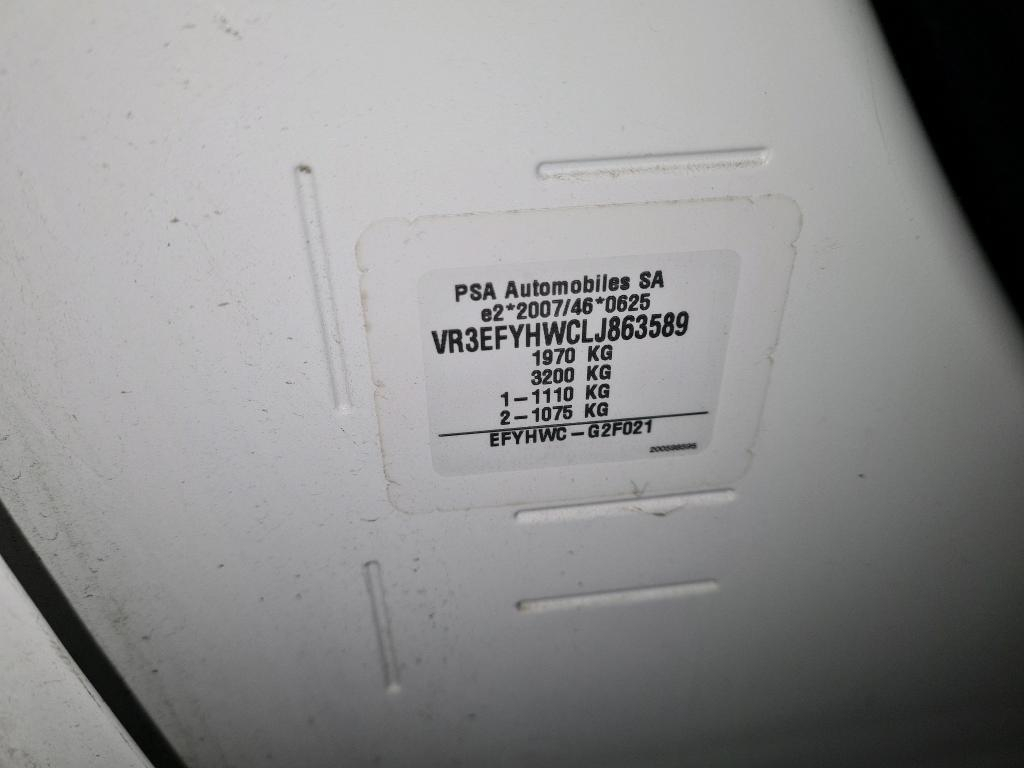 PSA Automobiles SA
e2*2007/46*0625
VR3EFYHWCLJ863589
1970 KG
3200 KG
1-1110 KG
2-1075 KG
EFYHWC-G2F021